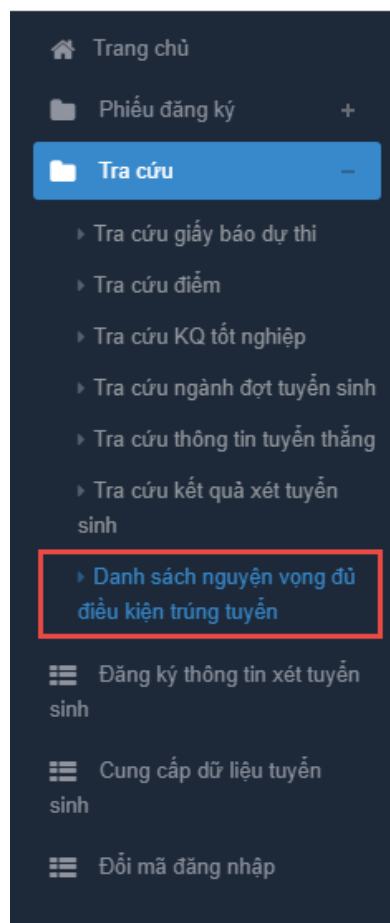 Trang chủ
Phiếu đăng ký +
Tra cứu −
Tra cứu giấy báo dự thi
Tra cứu điểm
Tra cứu KQ tốt nghiệp
Tra cứu ngành đợt tuyển sinh
Tra cứu thông tin tuyển thẳng
Tra cứu kết quả xét tuyển
sinh
Danh sách nguyện vọng đủ
điều kiện trúng tuyển
Đăng ký thông tin xét tuyển
sinh
Cung cấp dữ liệu tuyển
sinh
Đổi mã đăng nhập